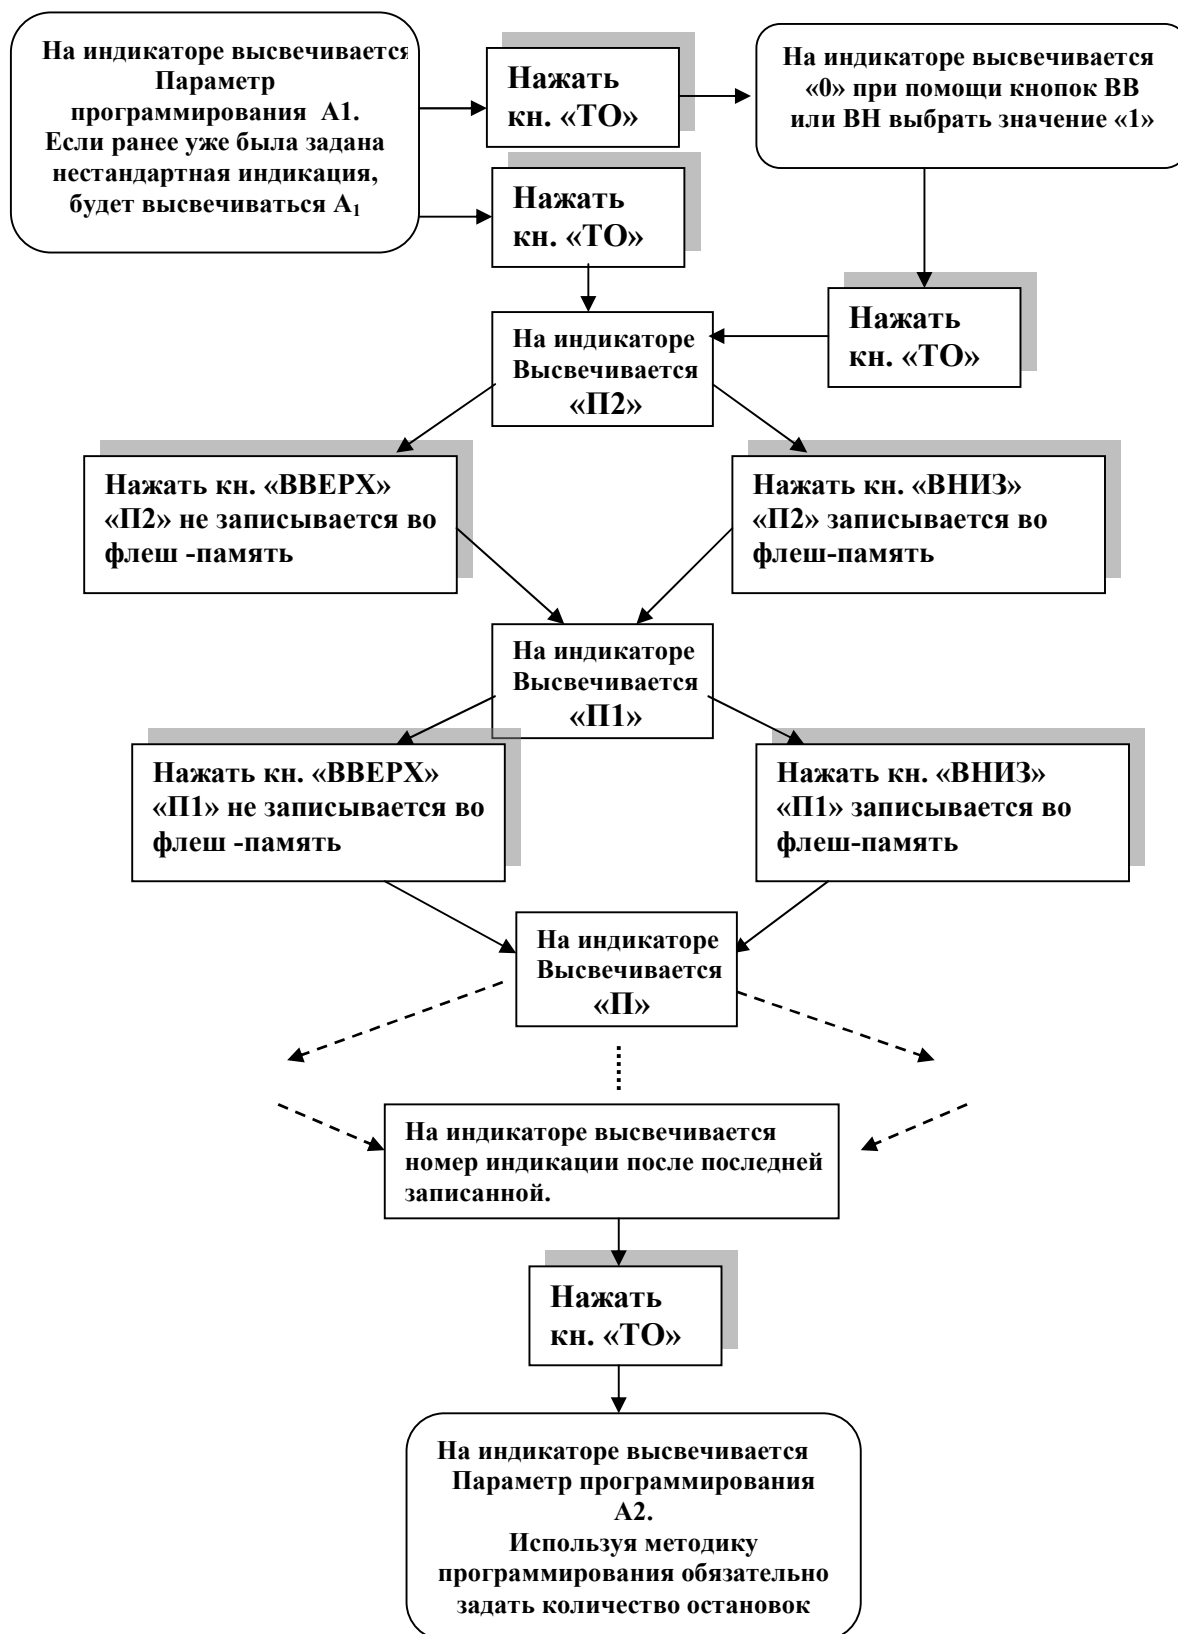 На индикаторе высвечивается
Параметр
программирования А1.
Если ранее уже была задана
нестандартная индикация,
будет высвечиваться А₁
Нажать
кн. «ТО»
На индикаторе высвечивается
«0» при помощи кнопок ВВ
или ВН выбрать значение «1»
Нажать
кн. «ТО»
Нажать
кн. «ТО»
На индикаторе
Высвечивается
«П2»
Нажать кн. «ВВЕРХ»
«П2» не записывается во
флеш -память
Нажать кн. «ВНИЗ»
«П2» записывается во
флеш-память
На индикаторе
Высвечивается
«П1»
Нажать кн. «ВВЕРХ»
«П1» не записывается во
флеш -память
Нажать кн. «ВНИЗ»
«П1» записывается во
флеш-память
На индикаторе
Высвечивается
«П»
На индикаторе высвечивается
номер индикации после последней
записанной.
Нажать
кн. «ТО»
На индикаторе высвечивается
Параметр программирования
А2.
Используя методику
программирования обязательно
задать количество остановок